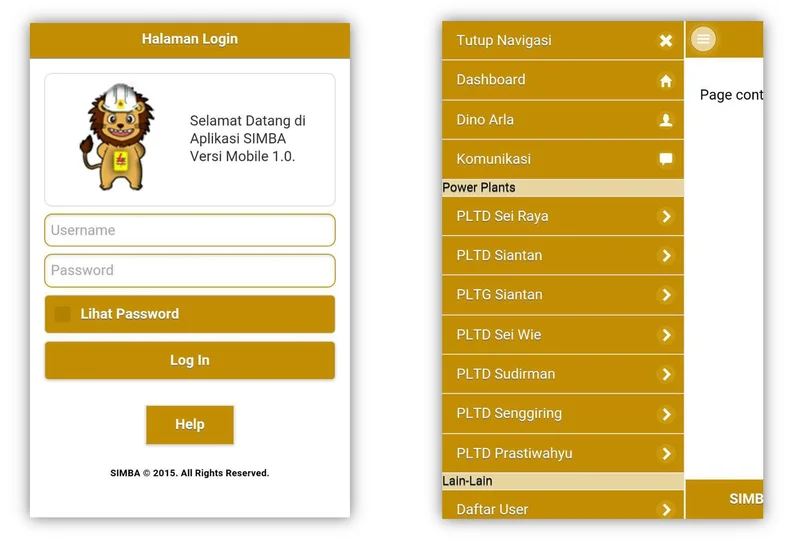 Halaman Login
Selamat Datang di
Aplikasi SIMBA
Versi Mobile 1.0.
Username
Password
Lihat Password
Log In
Help
SIMBA © 2015. All Rights Reserved.
Tutup Navigasi
Dashboard
Dino Arla
Komunikasi
Power Plants
PLTD Sei Raya
PLTD Siantan
PLTG Siantan
PLTD Sei Wie
PLTD Sudirman
PLTD Senggiring
PLTD Prastiwahyu
Lain-Lain
Daftar User
Page cont
SIMB